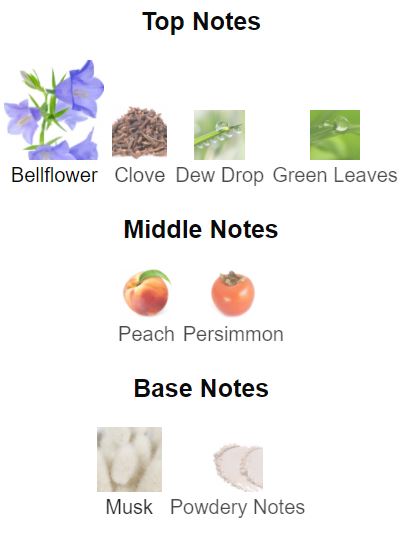 Top Notes
Bellflower Clove Dew Drop Green Leaves
Middle Notes
Peach Persimmon
Base Notes
Musk Powdery Notes